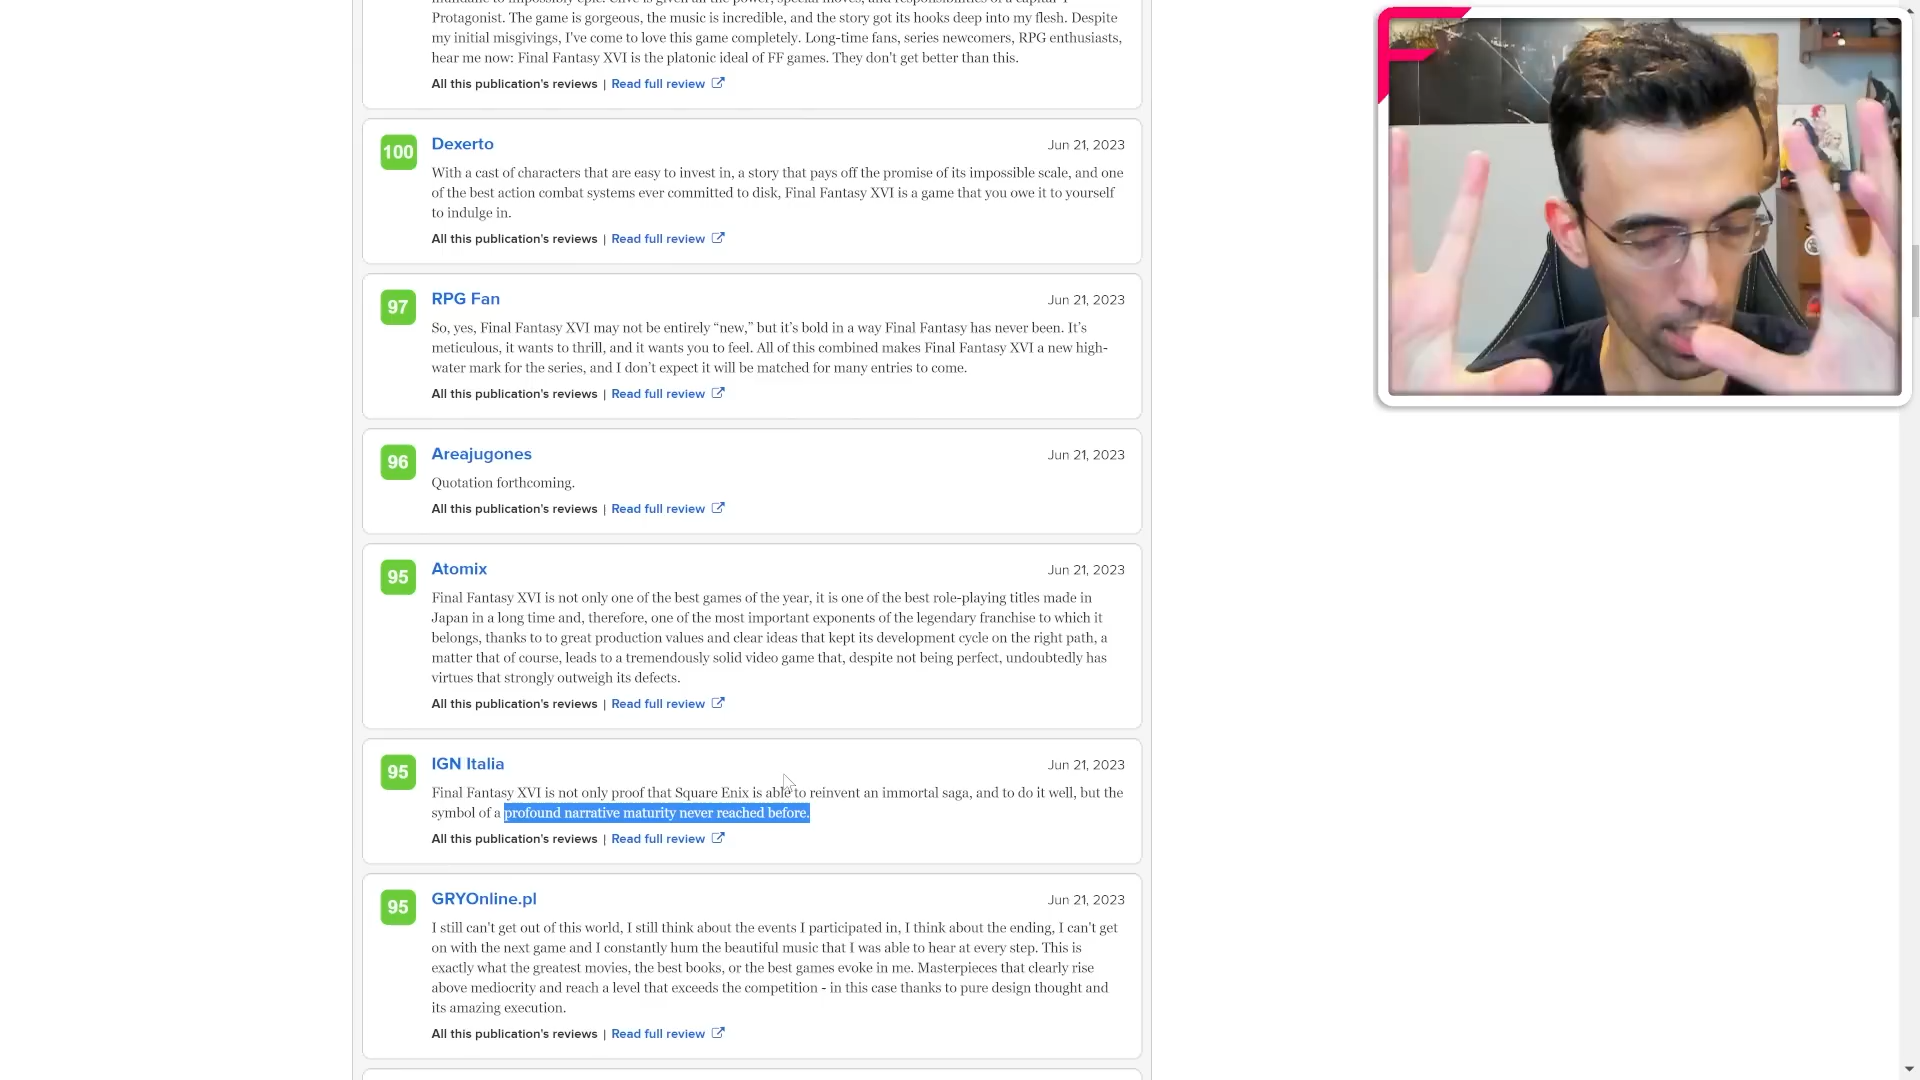 Protagonist. The game is gorgeous, the music is incredible, and the story got its hooks deep into my flesh. Despite
my initial misgivings, I've come to love this game completely. Long-time fans, series newcomers, RPG enthusiasts,
hear me now: Final Fantasy XVI is the platonic ideal of FF games. They don't get better than this.
All this publication's reviews | Read full review
100
Dexerto
Jun 21, 2023
With a cast of characters that are easy to invest in, a story that pays off the promise of its impossible scale, and one
of the best action combat systems ever committed to disk, Final Fantasy XVI is a game that you owe it to yourself
to indulge in.
All this publication's reviews | Read full review
97
RPG Fan
Jun 21, 2023
So, yes, Final Fantasy XVI may not be entirely “new,” but it’s bold in a way Final Fantasy has never been. It’s
meticulous, it wants to thrill, and it wants you to feel. All of this combined makes Final Fantasy XVI a new high-
water mark for the series, and I don’t expect it will be matched for many entries to come.
All this publication's reviews | Read full review
96
Areajugones
Jun 21, 2023
Quotation forthcoming.
All this publication's reviews | Read full review
95
Atomix
Jun 21, 2023
Final Fantasy XVI is not only one of the best games of the year, it is one of the best role-playing titles made in
Japan in a long time and, therefore, one of the most important exponents of the legendary franchise to which it
belongs, thanks to to great production values and clear ideas that kept its development cycle on the right path, a
matter that of course, leads to a tremendously solid video game that, despite not being perfect, undoubtedly has
virtues that strongly outweigh its defects.
All this publication's reviews | Read full review
95
IGN Italia
Jun 21, 2023
Final Fantasy XVI is not only proof that Square Enix is able to reinvent an immortal saga, and to do it well, but the
symbol of a profound narrative maturity never reached before.
All this publication's reviews | Read full review
95
GRYOnline.pl
Jun 21, 2023
I still can't get out of this world, I still think about the events I participated in, I think about the ending, I can't get
on with the next game and I constantly hum the beautiful music that I was able to hear at every step. This is
exactly what the greatest movies, the best books, or the best games evoke in me. Masterpieces that clearly rise
above mediocrity and reach a level that exceeds the competition - in this case thanks to pure design thought and
its amazing execution.
All this publication's reviews | Read full review